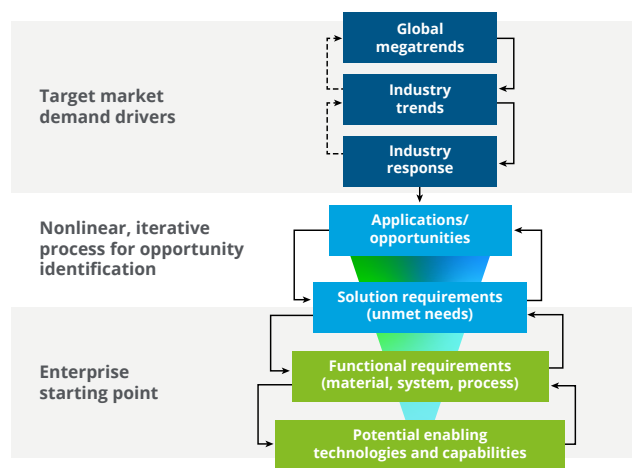 Global
megatrends
Target market
demand drivers
Industry
trends
Industry
response
Nonlinear, iterative
process for opportunity
identification
Applications/
opportunities
Solution requirements
(unmet needs)
Enterprise
starting point
Functional requirements
(material, system, process)
Potential enabling
technologies and capabilities